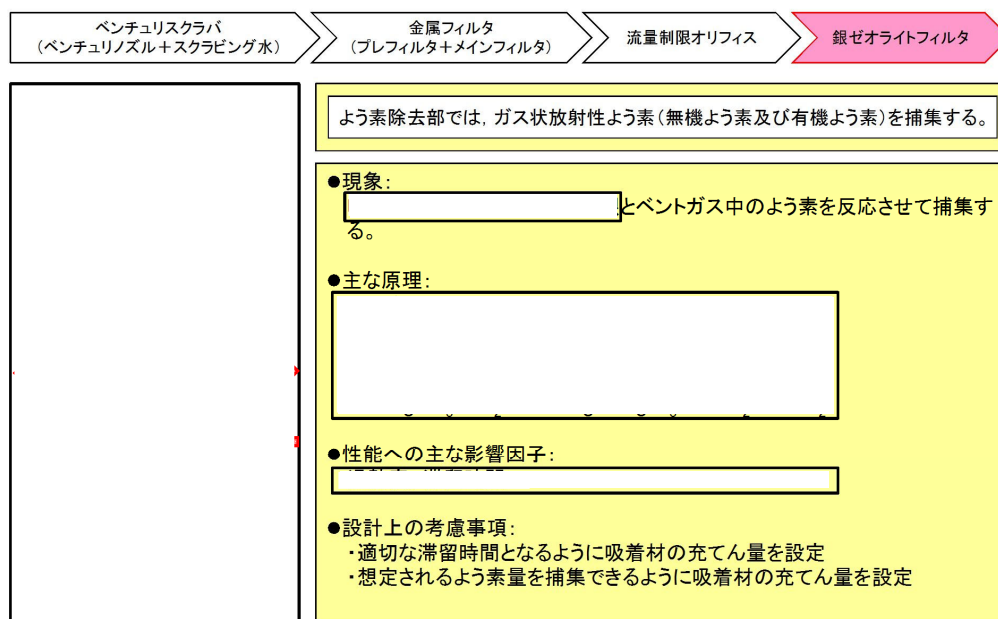 ベンチュリスクラバ
（ベンチュリノズル＋スクラビング水）
金属フィルタ
（プレフィルタ＋メインフィルタ）
流量制限オリフィス
銀ゼオライトフィルタ
よう素除去部では，ガス状放射性よう素（無機よう素及び有機よう素）を捕集する。
●現象：
とベントガス中のよう素を反応させて捕集す
る。
●主な原理：
●性能への主な影響因子：
●設計上の考慮事項：
・適切な滞留時間となるように吸着材の充てん量を設定
・想定されるよう素量を捕集できるように吸着材の充てん量を設定